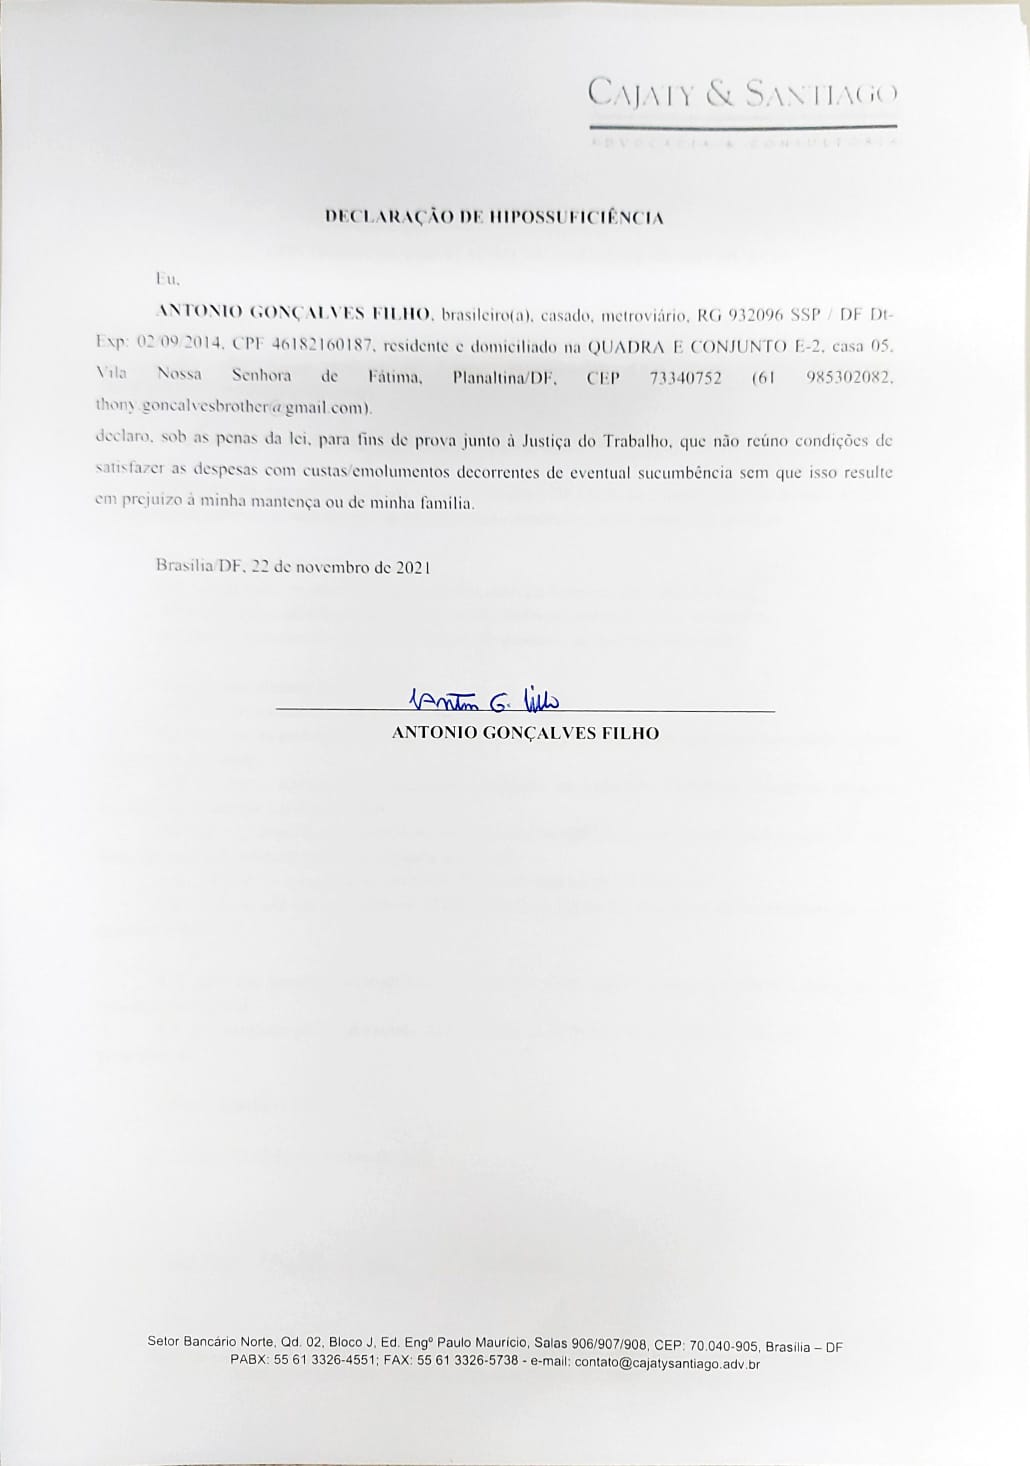 CAJATY & SANTIAGO
ADVOCACIA & CONSULTORIA
DECLARAÇÃO DE HIPOSSUFICIÊNCIA
Eu,
ANTONIO GONÇALVES FILHO, brasileiro(a), casado, metroviário, RG 932096 SSP / DF Dt-
Exp: 02/09/2014, CPF 46182160187, residente e domiciliado na QUADRA E CONJUNTO E-2, casa 05,
Vila Nossa Senhora de Fátima, Planaltina/DF, CEP 73340752 (61 985302082,
thony.goncalvesbrother@gmail.com).
declaro, sob as penas da lei, para fins de prova junto à Justiça do Trabalho, que não reúno condições de
satisfazer as despesas com custas/emolumentos decorrentes de eventual sucumbência sem que isso resulte
em prejuízo à minha mantença ou de minha família.
Brasília/DF, 22 de novembro de 2021
Anton G. Filho
ANTONIO GONÇALVES FILHO
Setor Bancário Norte, Qd. 02, Bloco J, Ed. Engº Paulo Maurício, Salas 906/907/908, CEP: 70.040-905, Brasília – DF
PABX: 55 61 3326-4551; FAX: 55 61 3326-5738 - e-mail: contato@cajatysantiago.adv.br